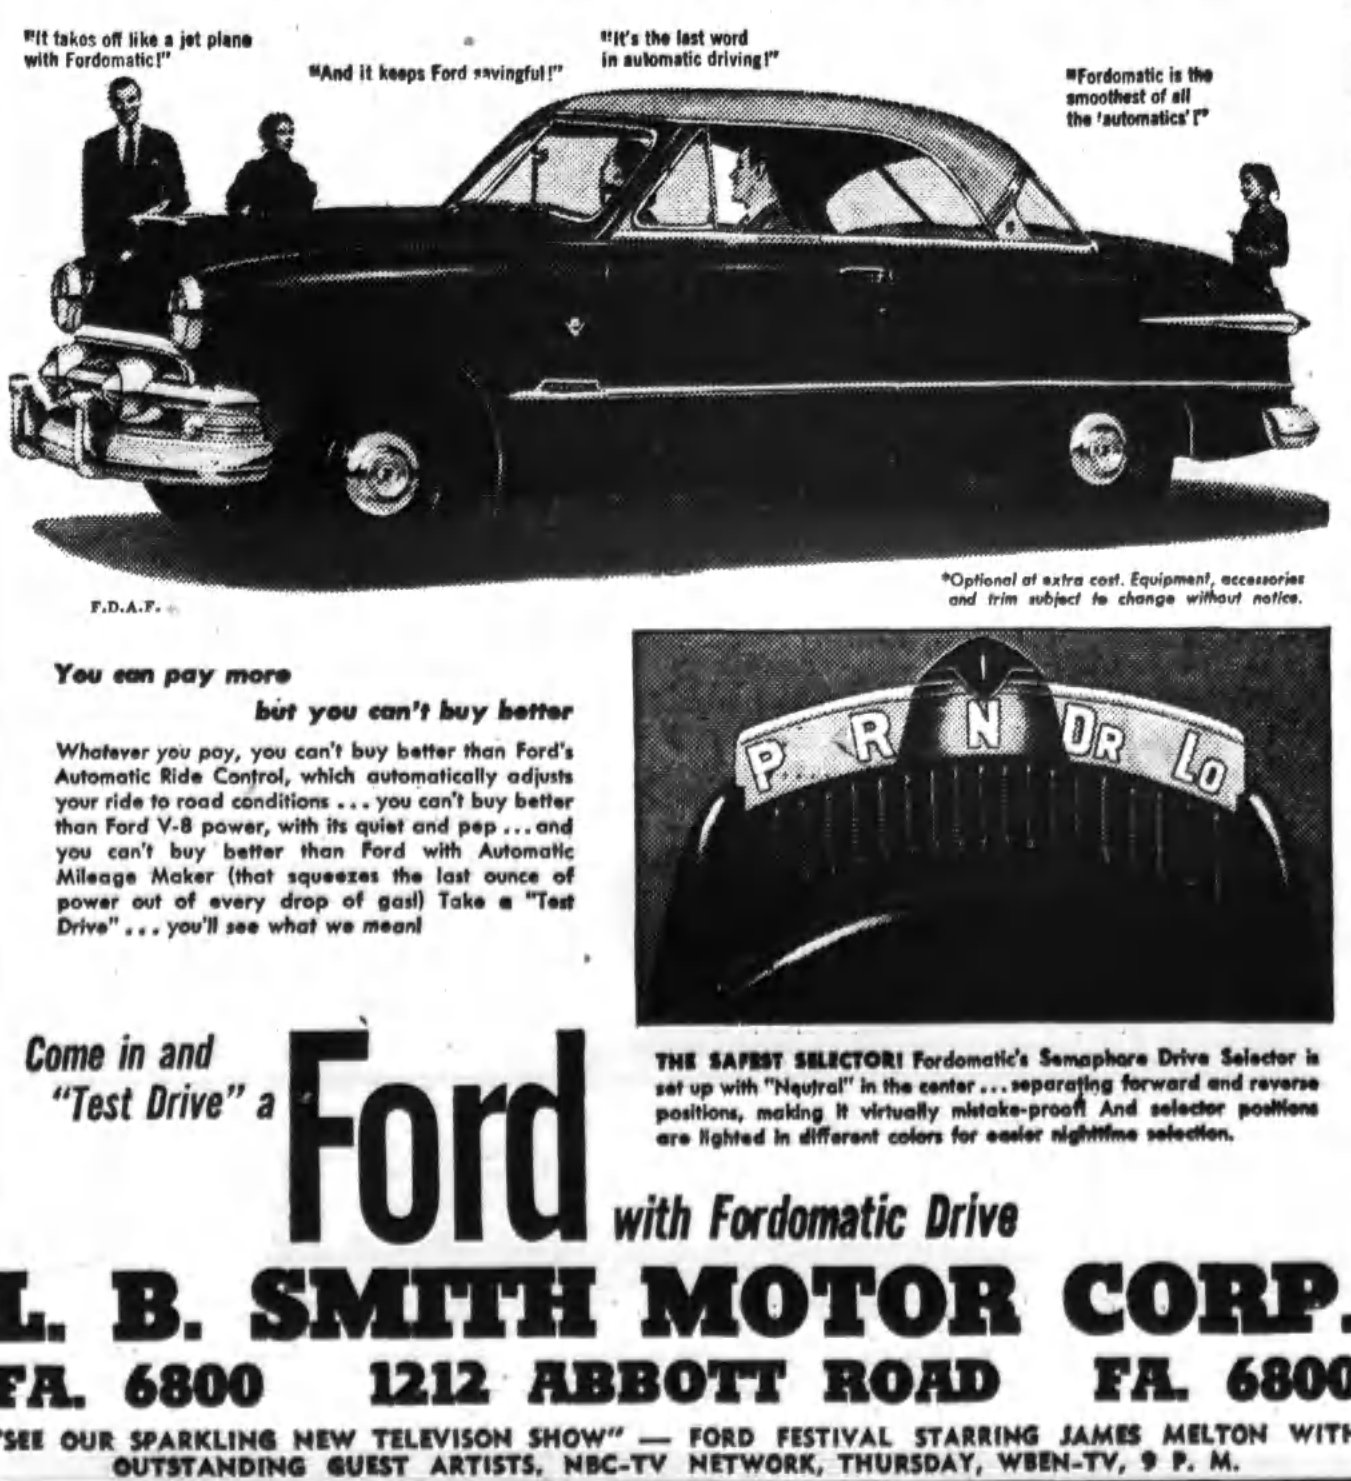 "It takes off like a jet plane
with Fordomatic!"
"And it keeps Ford savingful!"
"It's the last word
in automatic driving!"
"Fordomatic is the
smoothest of all
the 'automatics'!"
F.D.A.F.
*Optional at extra cost. Equipment, accessories
and trim subject to change without notice.
You can pay more
but you can't buy better
Whatever you pay, you can't buy better than Ford's
Automatic Ride Control, which automatically adjusts
your ride to road conditions ... you can't buy better
than Ford V-8 power, with its quiet and pep ... and
you can't buy better than Ford with Automatic
Mileage Maker (that squeezes the last ounce of
power out of every drop of gas!) Take a "Test
Drive" ... you'll see what we mean!
P R N DR LO
THE SAFEST SELECTOR! Fordomatic's Semaphore Drive Selector is
set up with "Neutral" in the center ... separating forward and reverse
positions, making it virtually mistake-proof! And selector positions
are lighted in different colors for easier nighttime selection.
Come in and
"Test Drive" a
Ford
with Fordomatic Drive
L. B. SMITH MOTOR CORP.
FA. 6800 1212 ABBOTT ROAD FA. 6800
"SEE OUR SPARKLING NEW TELEVISON SHOW" — FORD FESTIVAL STARRING JAMES MELTON WITH
OUTSTANDING GUEST ARTISTS. NBC-TV NETWORK, THURSDAY, WBEN-TV, 9 P. M.